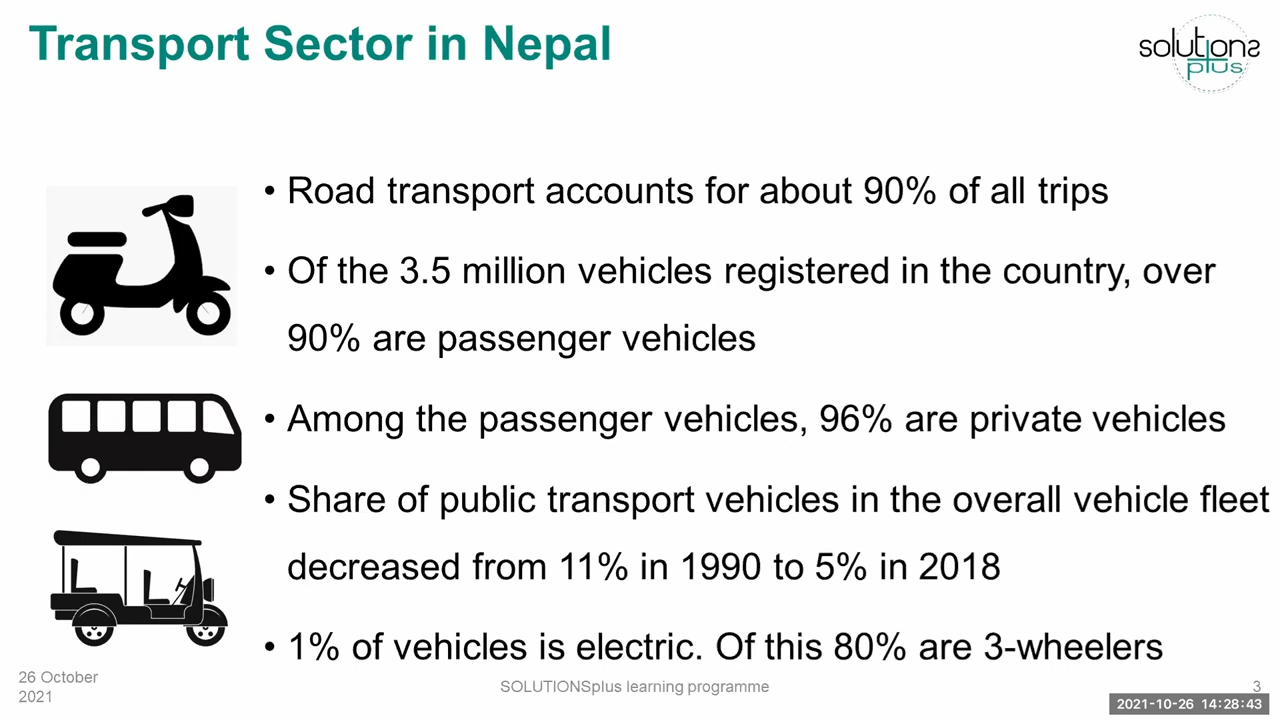 Transport Sector in Nepal
solutions
plus
• Road transport accounts for about 90% of all trips
• Of the 3.5 million vehicles registered in the country, over
90% are passenger vehicles
• Among the passenger vehicles, 96% are private vehicles
• Share of public transport vehicles in the overall vehicle fleet
decreased from 11% in 1990 to 5% in 2018
• 1% of vehicles is electric. Of this 80% are 3-wheelers
26 October
2021
SOLUTIONSplus learning programme
3
2021-10-26 14:28:43